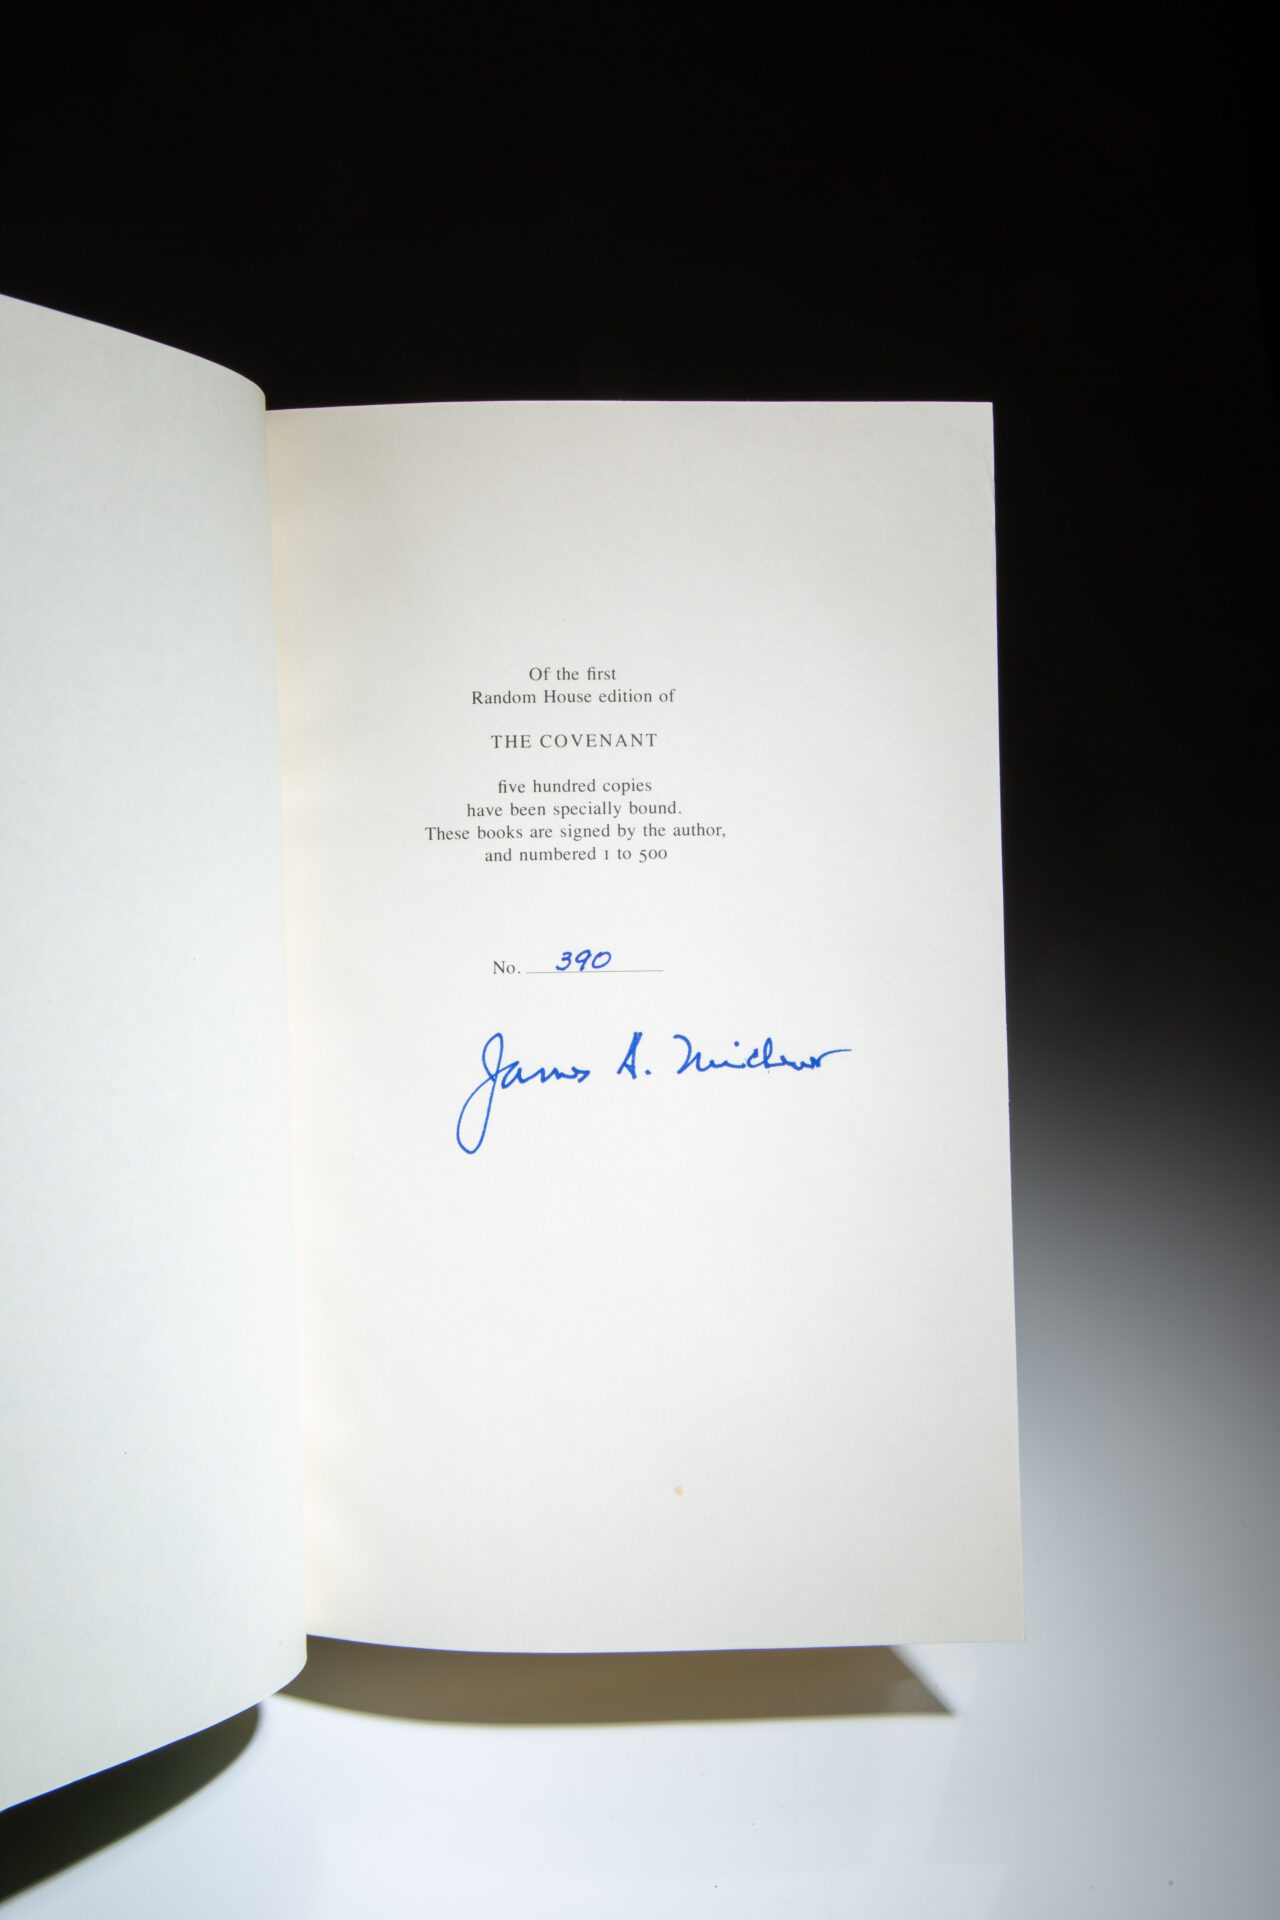 Of the first
Random House edition of
THE COVENANT
five hundred copies
have been specially bound.
These books are signed by the author,
and numbered 1 to 500
No. 390
James A. Michener